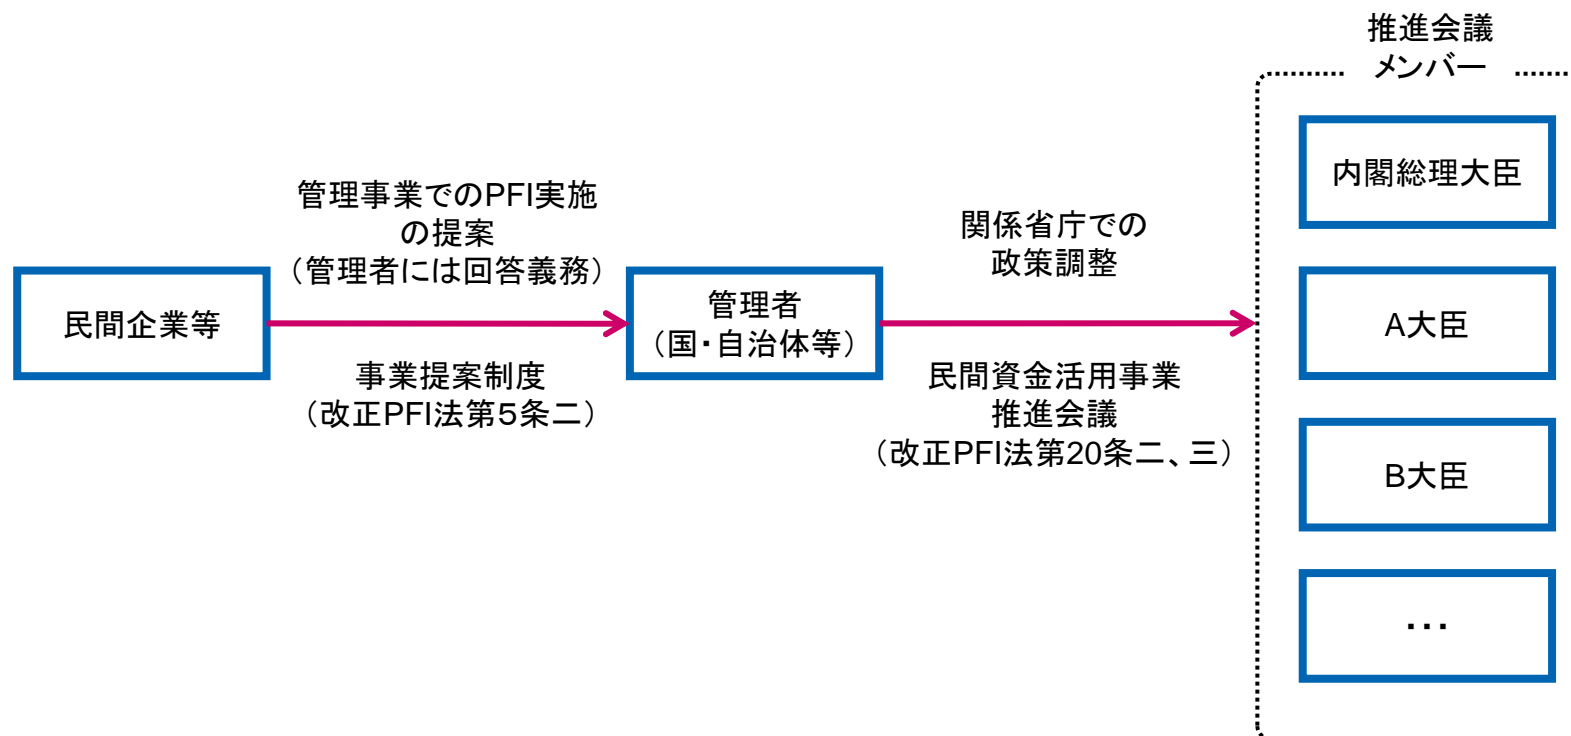 推進会議
メンバー
内閣総理大臣
管理事業でのPFI実施
の提案
（管理者には回答義務）
関係省庁での
政策調整
民間企業等
管理者
（国・自治体等）
A大臣
事業提案制度
（改正PFI法第５条二）
民間資金活用事業
推進会議
（改正PFI法第20条二、三）
B大臣
･･･